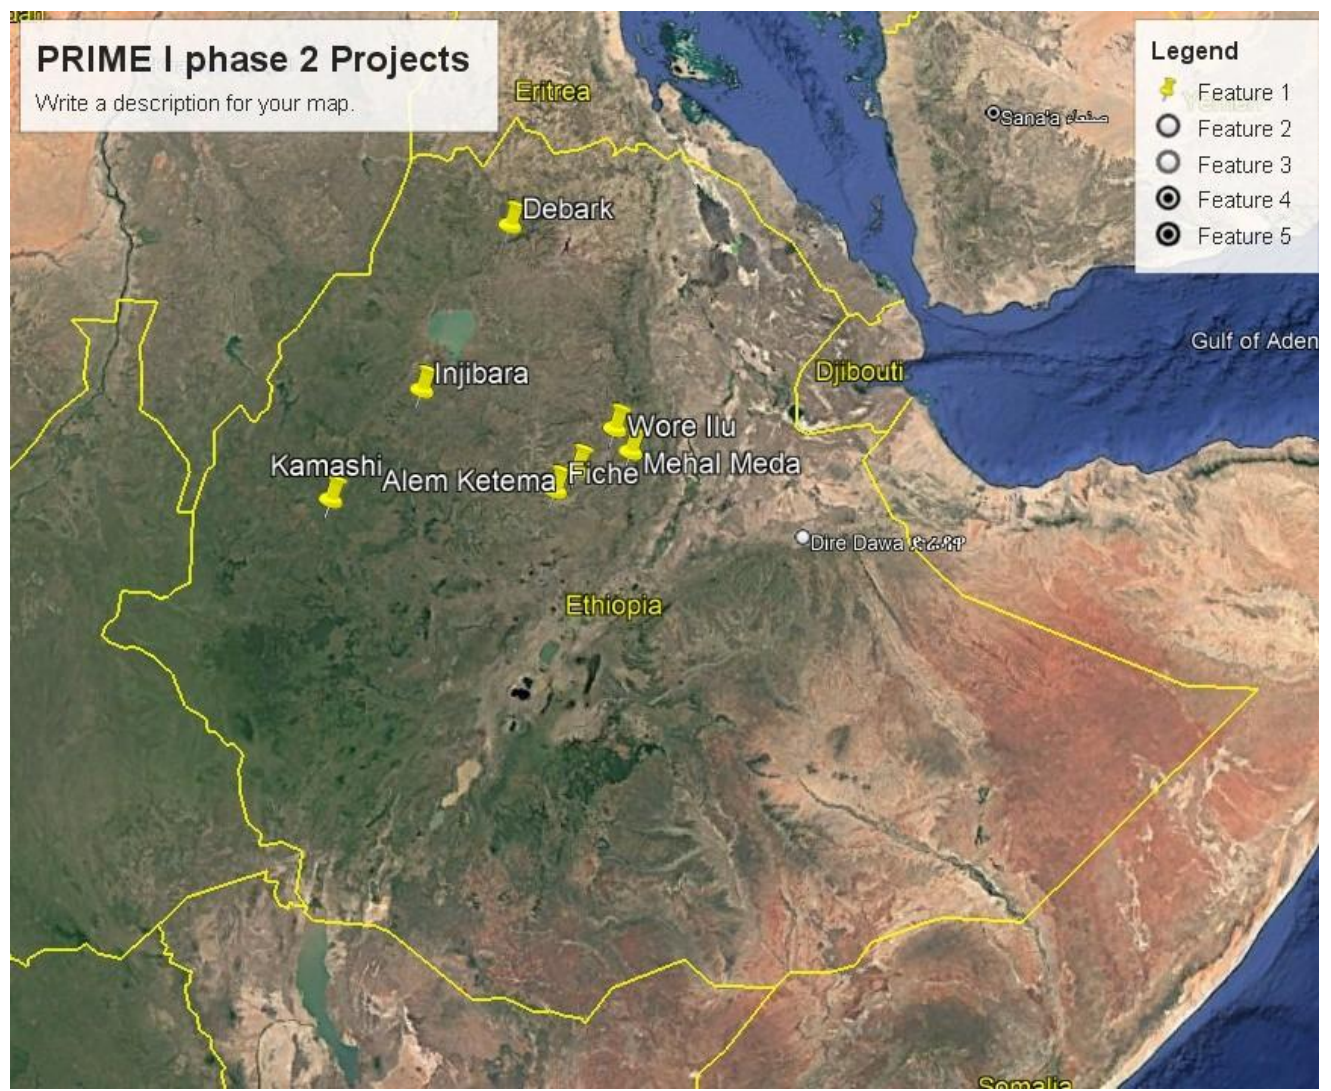 PRIME I phase 2 Projects
Write a description for your map.
Legend
Feature 1
Feature 2
Feature 3
Feature 4
Feature 5
Eritrea
Sana'a صنعاء
Debark
Gulf of Aden
Injibara
Djibouti
Wore Ilu
Mehal Meda
Kamashi
Alem Ketema
Fiche
Dire Dawa ድሬዳዋ
Ethiopia
Somalia